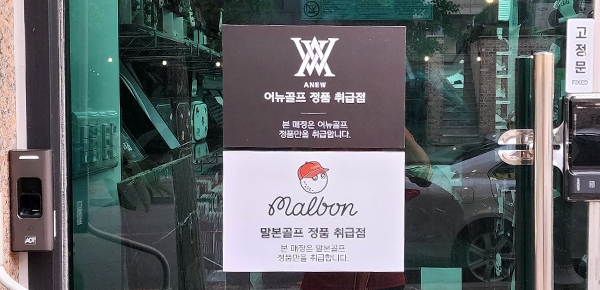 ANEW
어뉴골프 정품 취급점
본 매장은 어뉴골프
정품만을 취급합니다.
malbon
말본골프 정품 취급점
본 매장은 말본골프
정품만을 취급합니다.
고정문
FIXED
ADT